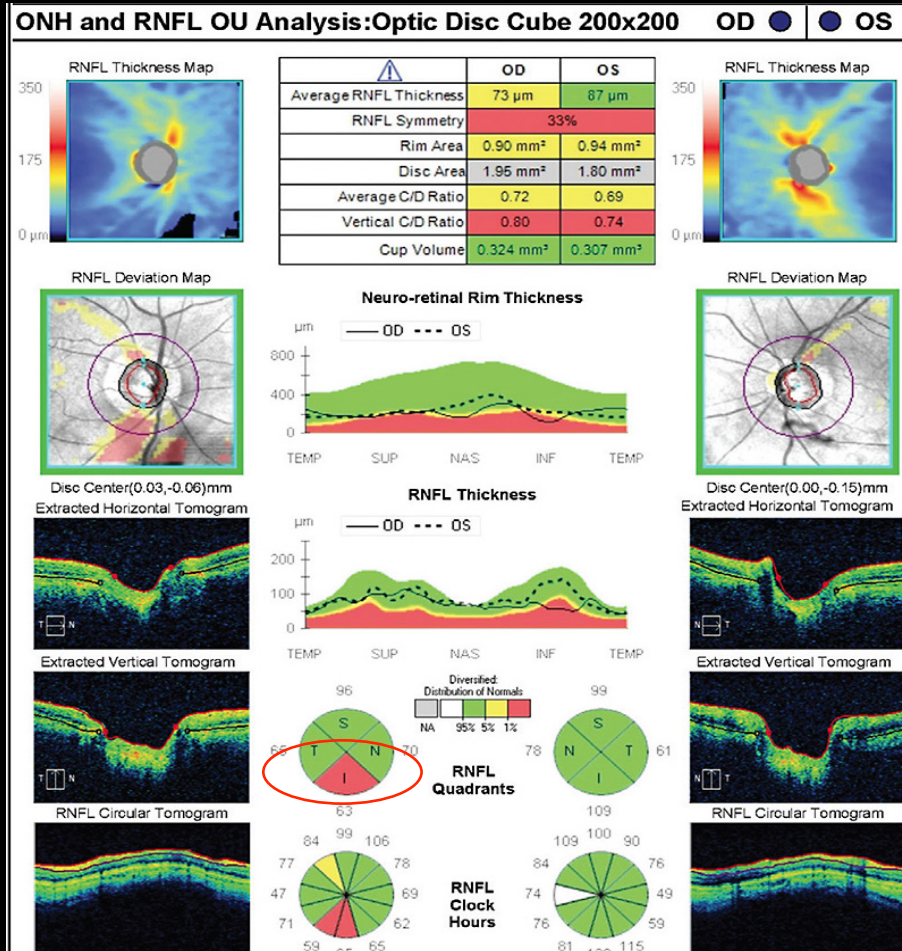 ONH and RNFL OU Analysis:Optic Disc Cube 200x200 OD OS
RNFL Thickness Map
350
175
0 µm
OD OS
Average RNFL Thickness 73 µm 87 µm
RNFL Symmetry 33%
Rim Area 0.90 mm² 0.94 mm²
Disc Area 1.95 mm² 1.80 mm²
Average C/D Ratio 0.72 0.69
Vertical C/D Ratio 0.80 0.74
Cup Volume 0.324 mm³ 0.307 mm³
RNFL Thickness Map
350
175
0 µm
RNFL Deviation Map
Disc Center(0.03,-0.06)mm
Neuro-retinal Rim Thickness
µm OD OS
800
400
0
TEMP SUP NAS INF TEMP
RNFL Deviation Map
Disc Center(0.00,-0.15)mm
Extracted Horizontal Tomogram
T N
RNFL Thickness
µm OD OS
200
100
0
TEMP SUP NAS INF TEMP
Extracted Horizontal Tomogram
N T
Extracted Vertical Tomogram
T N
Diversified:
Distribution of Normals
NA 95% 5% 1%
96
S
T N 70
I
63
RNFL
Quadrants
99
S
78 N T 61
I
109
Extracted Vertical Tomogram
N T
RNFL Circular Tomogram
99
84 106
77 78
47 69
71 62
59 65
RNFL
Clock
Hours
100
109 90
84 76
74 49
76 59
81 115
RNFL Circular Tomogram